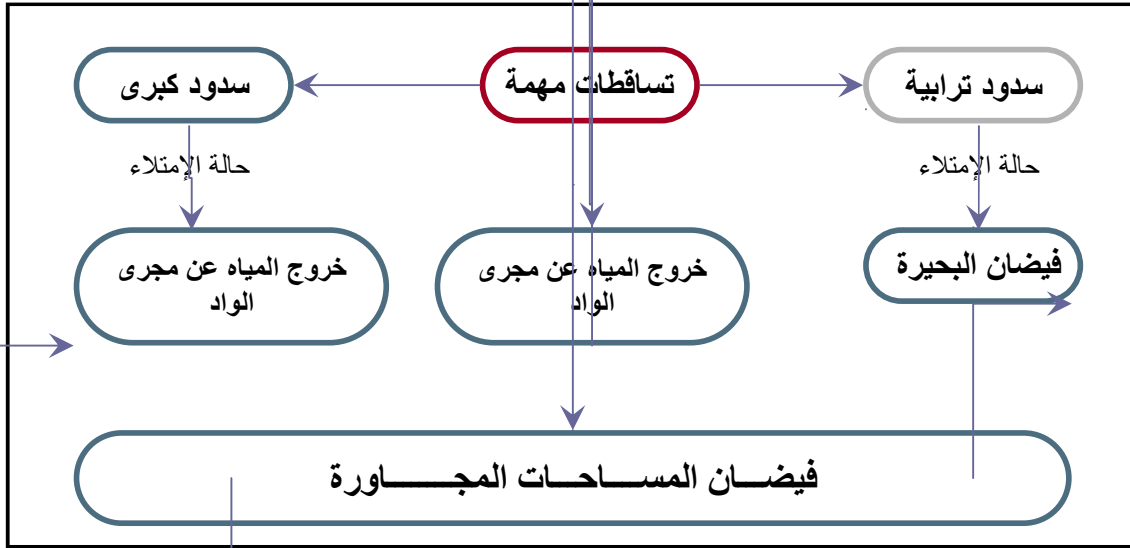 سدود ترابية
تساقطات مهمة
سدود كبرى
حالة الإمتلاء
حالة الإمتلاء
فيضان البحيرة
خروج المياه عن مجرى
الواد
خروج المياه عن مجرى
الواد
فيضـــان المســـاحـــات المجـــــــاورة